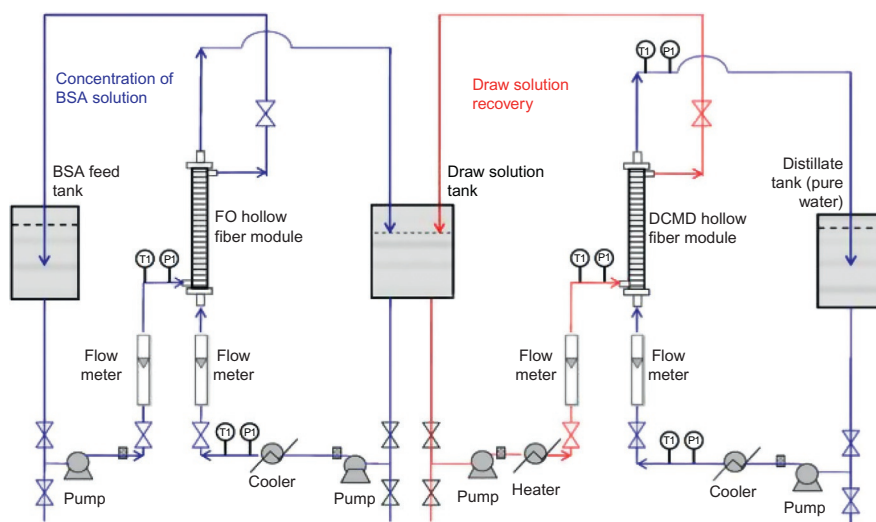 Concentration of
BSA solution
Draw solution
recovery
T1
P1
BSA feed
tank
FO hollow
fiber module
Draw solution
tank
DCMD hollow
fiber module
Distillate
tank (pure
water)
T1
P1
T1
P1
Flow
meter
Flow
meter
Flow
meter
Flow
meter
T1
P1
T1
P1
Pump
Cooler
Pump
Pump
Heater
Cooler
Pump